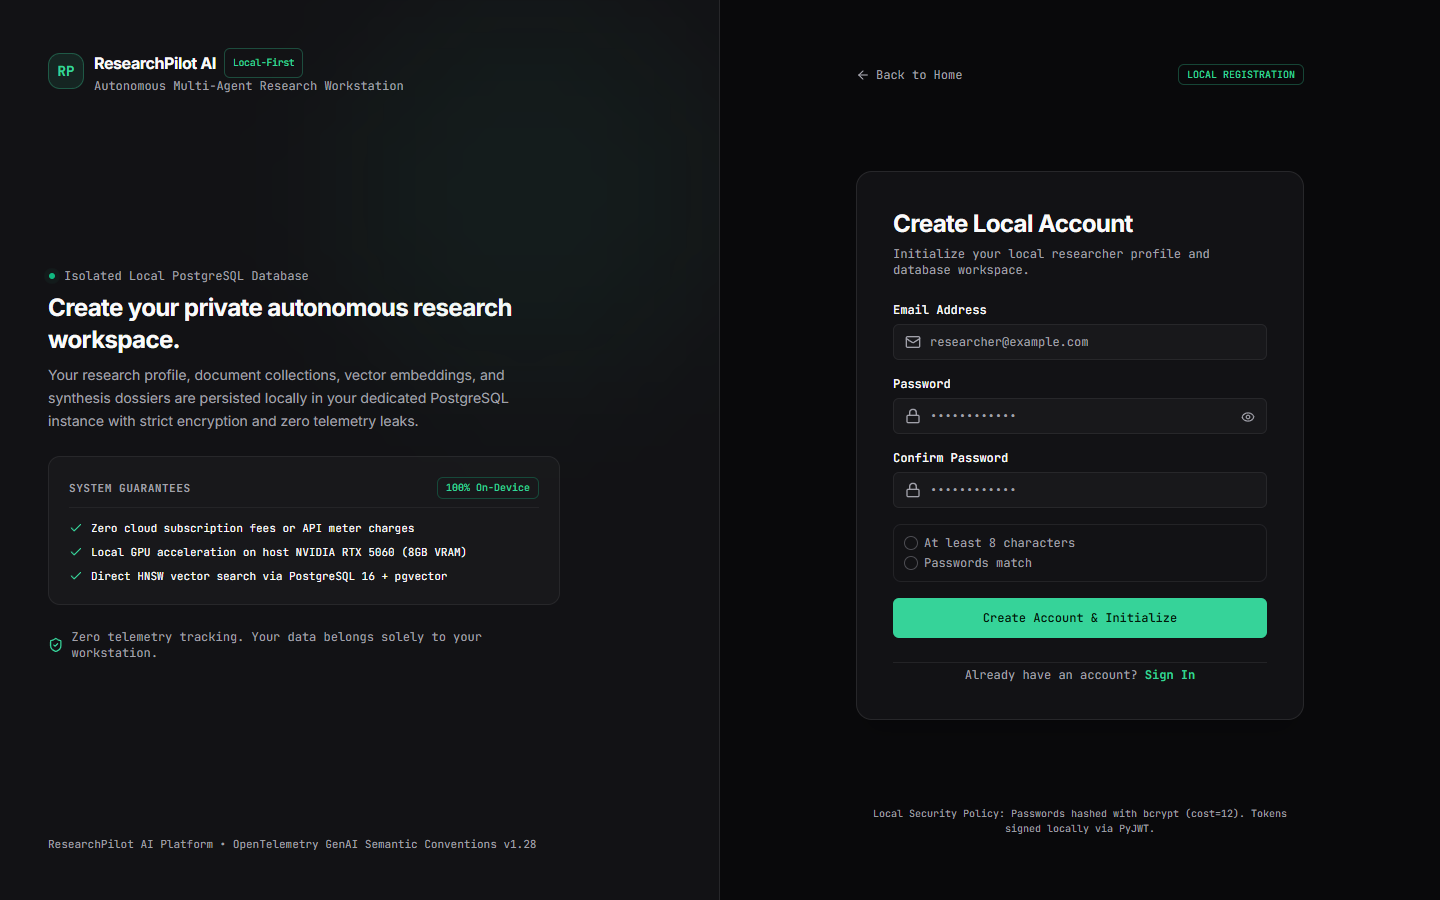 RP
ResearchPilot AI Local-First
Autonomous Multi-Agent Research Workstation
Isolated Local PostgreSQL Database
Create your private autonomous research
workspace.
Your research profile, document collections, vector embeddings, and
synthesis dossiers are persisted locally in your dedicated PostgreSQL
instance with strict encryption and zero telemetry leaks.
SYSTEM GUARANTEES 100% On-Device
Zero cloud subscription fees or API meter charges
Local GPU acceleration on host NVIDIA RTX 5060 (8GB VRAM)
Direct HNSW vector search via PostgreSQL 16 + pgvector
Zero telemetry tracking. Your data belongs solely to your
workstation.
ResearchPilot AI Platform • OpenTelemetry GenAI Semantic Conventions v1.28
← Back to Home LOCAL REGISTRATION
Create Local Account
Initialize your local researcher profile and
database workspace.
Email Address
researcher@example.com
Password
••••••••••••
Confirm Password
••••••••••••
At least 8 characters
Passwords match
Create Account & Initialize
Already have an account? Sign In
Local Security Policy: Passwords hashed with bcrypt (cost=12). Tokens
signed locally via PyJWT.